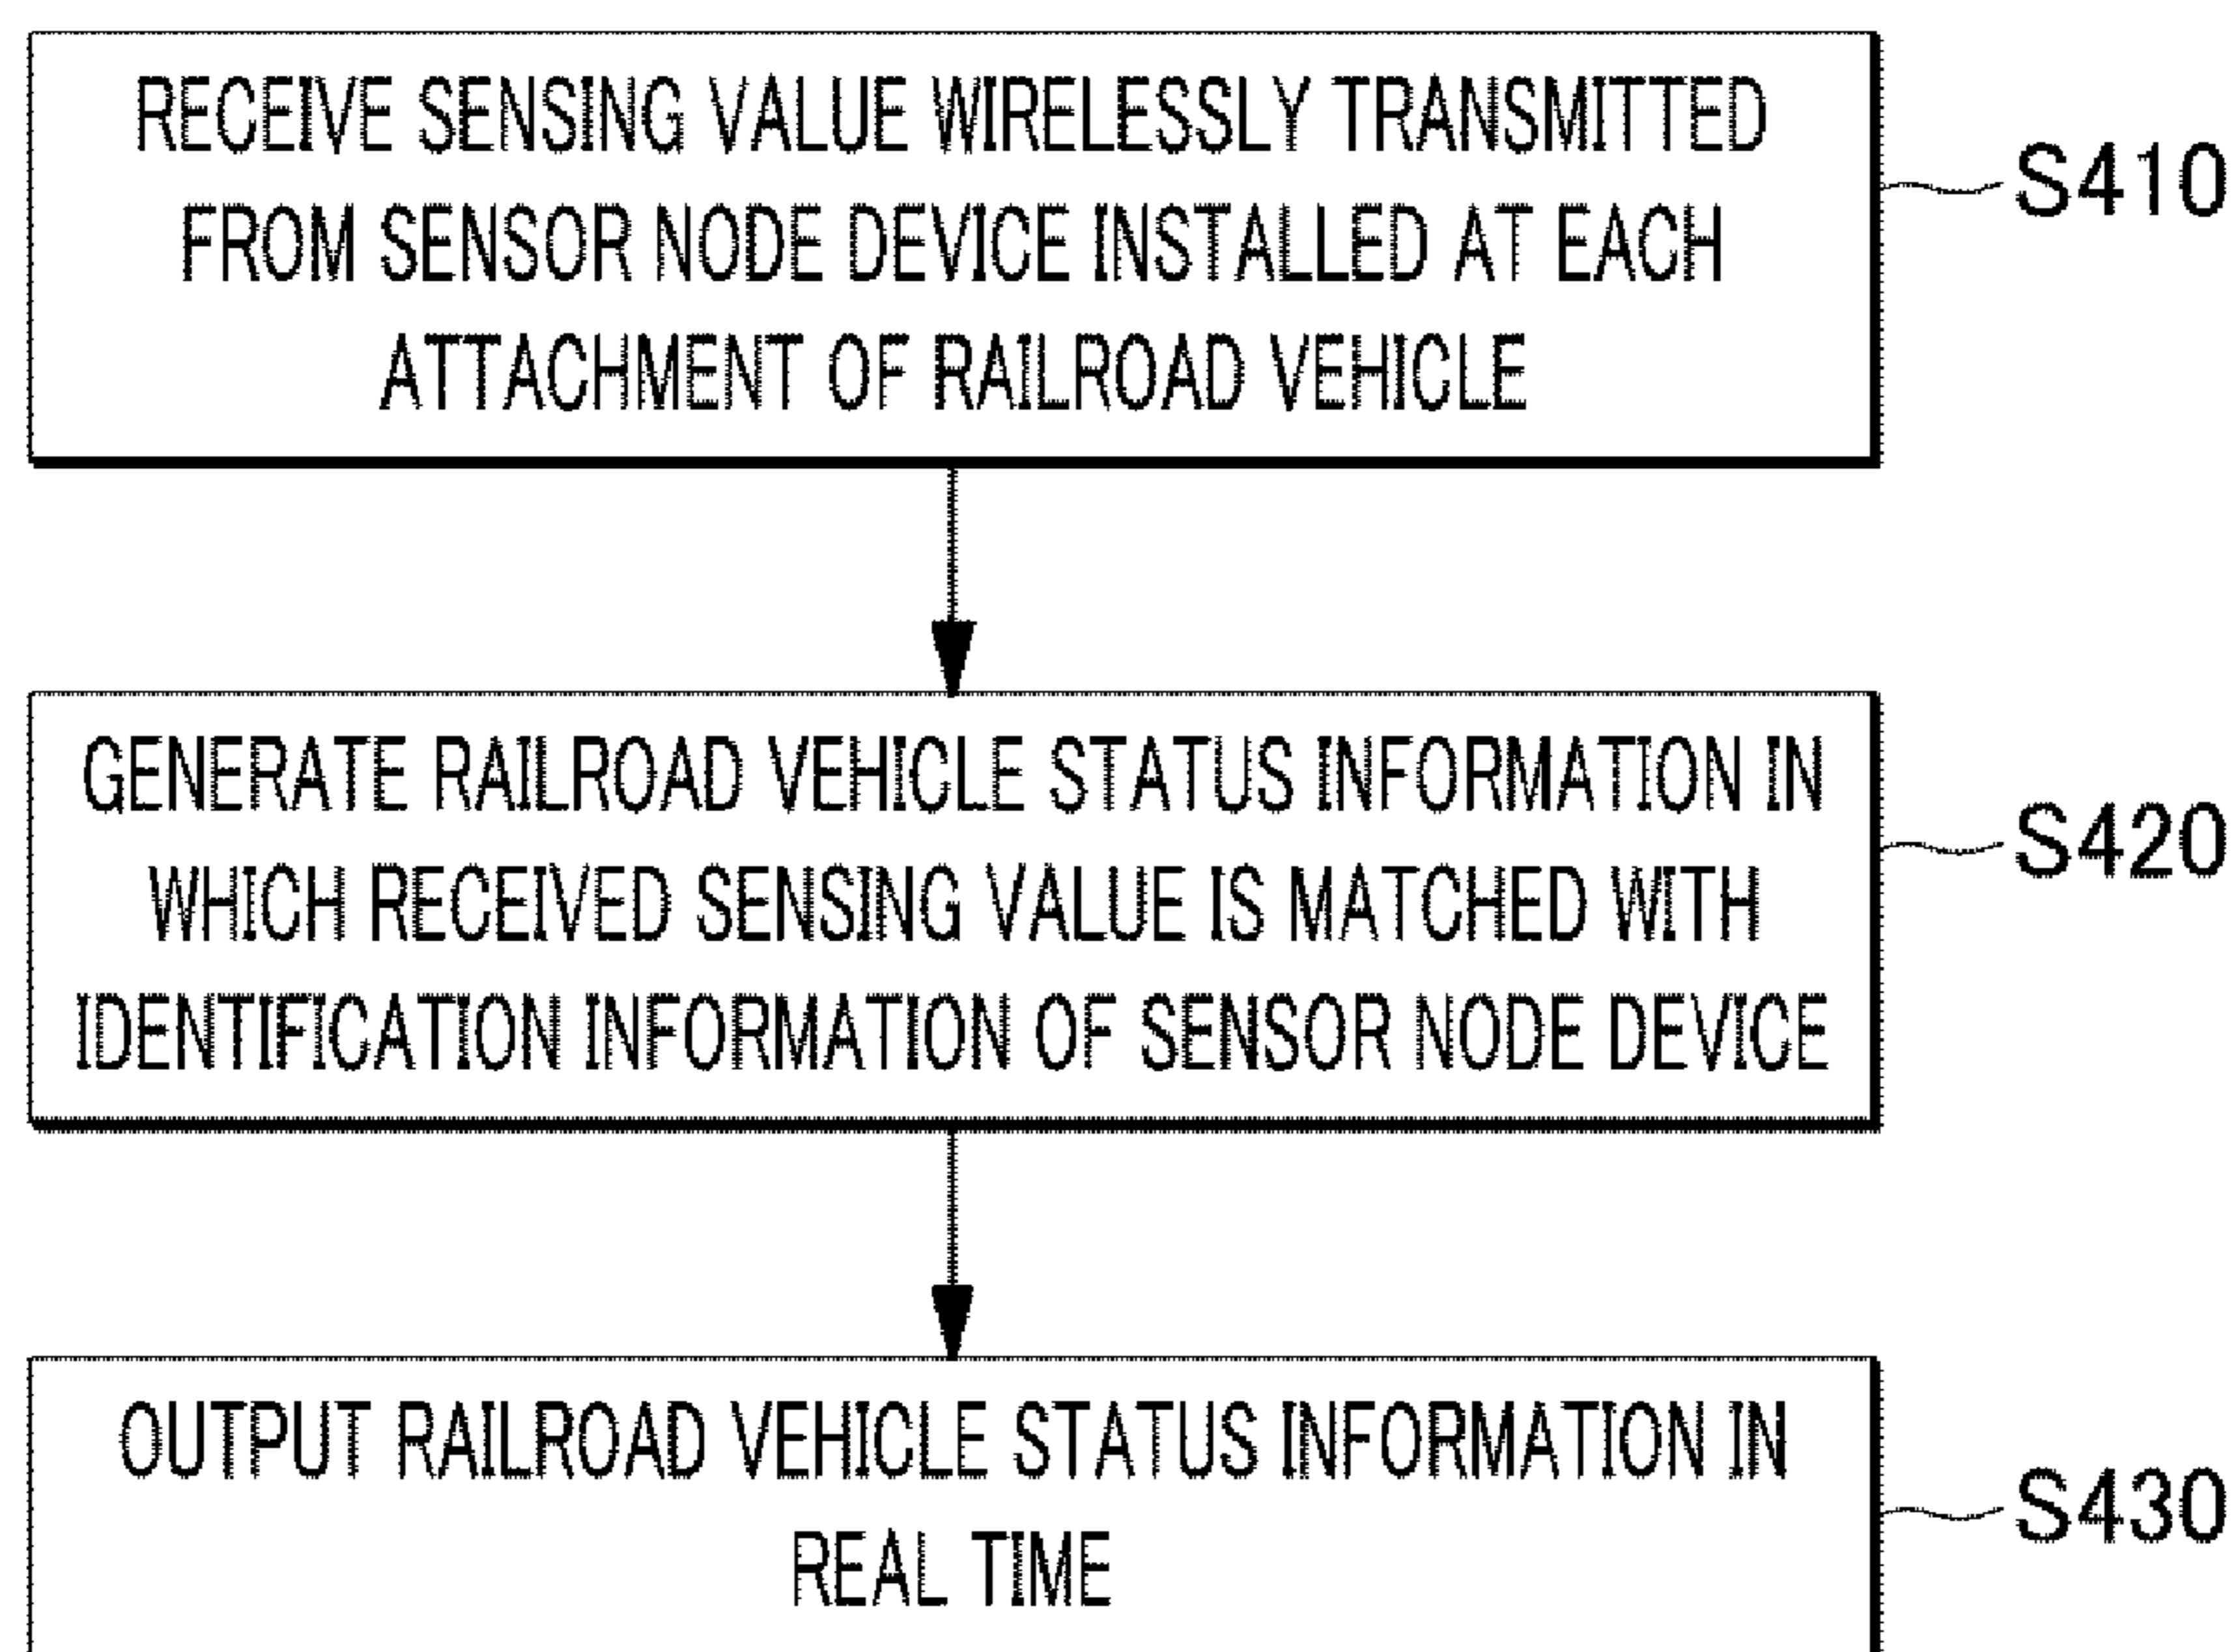 RECEIVE SENSING VALUE WIRELESSLY TRANSMITTED
FROM SENSOR NODE DEVICE INSTALLED AT EACH
ATTACHMENT OF RAILROAD VEHICLE
S410
GENERATE RAILROAD VEHICLE STATUS INFORMATION IN
WHICH RECEIVED SENSING VALUE IS MATCHED WITH
IDENTIFICATION INFORMATION OF SENSOR NODE DEVICE
S420
OUTPUT RAILROAD VEHICLE STATUS INFORMATION IN
REAL TIME
S430